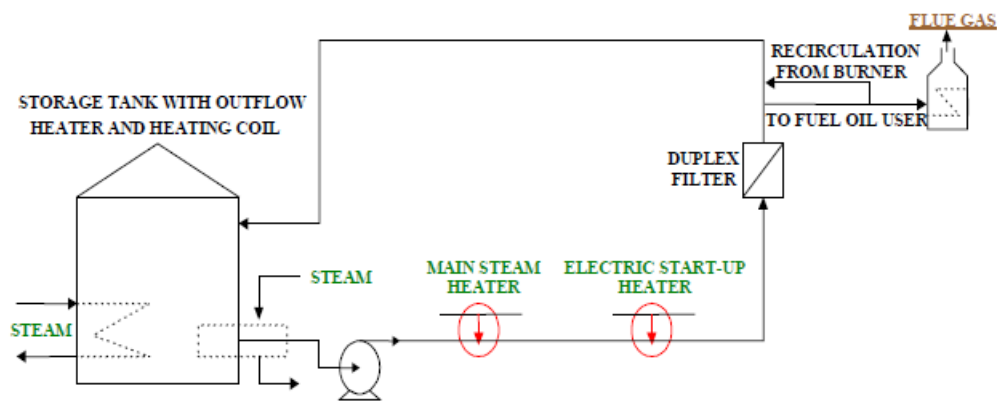 FLUE GAS
RECIRCULATION
FROM BURNER
STORAGE TANK WITH OUTFLOW
HEATER AND HEATING COIL
TO FUEL OIL USER
DUPLEX
FILTER
MAIN STEAM
HEATER
ELECTRIC START-UP
HEATER
STEAM
STEAM